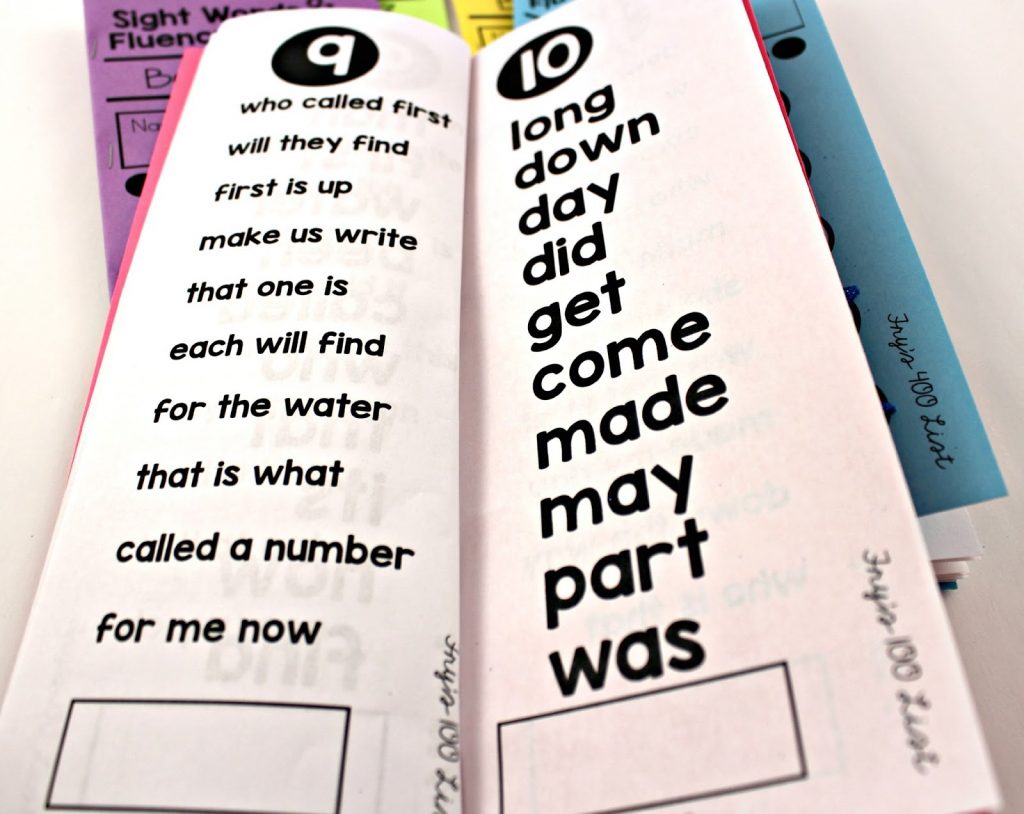 Sight Words &
9
who called first
will they find
first is up
make us write
that one is
each will find
for the water
that is what
called a number
for me now
Fry's-100
10
long
down
day
did
get
come
made
may
part
was
Fry's-100 List
Fry's 400 List